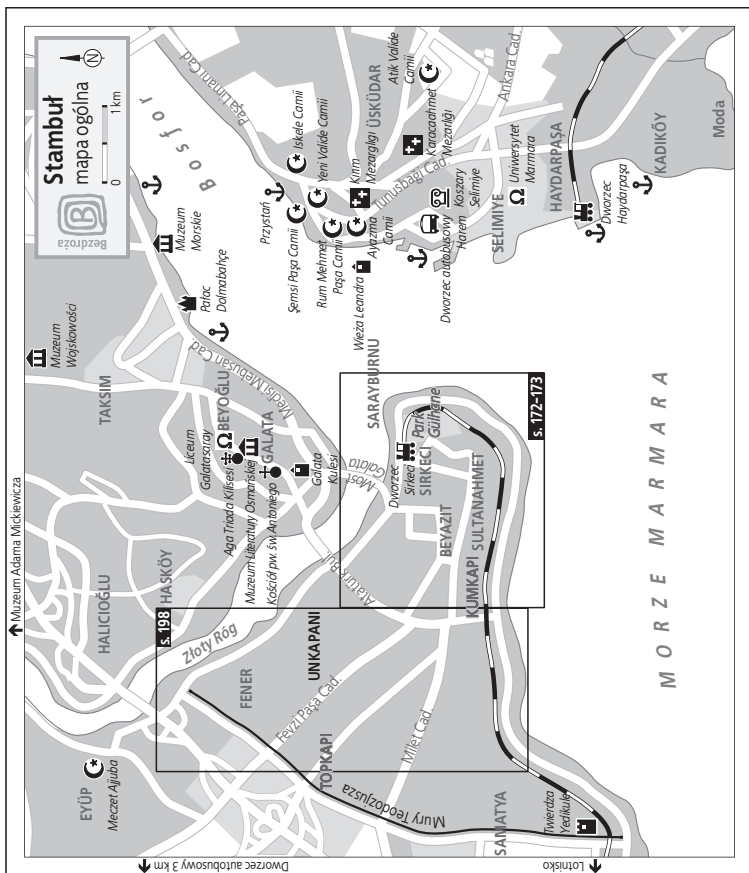 Stambuł
mapa ogólna
0
1 km
N
B
Bezdroża
Muzeum Adama Mickiewicza
Dworzec autobusowy 3 km
Lotnisko
s. 198
s. 172–173
EYÜP
Meczet Ajjuba
HALICIOĞLU
HASKÖY
Złoty Róg
FENER
UNKAPANI
Fevzi Paşa Cad.
TOPKAPI
Milet Cad.
Mury Teodozjusza
SAMATYA
Twierdza
Yedikule
Muzeum
Wojskowości
TAKSIM
Liceum
Galatasaray
BEYOĞLU
Aga Triada Kilisesi
Muzeum Literatury Osmańskiej
GALATA
Kościół pw. św. Antoniego
Galata
Kulesi
Medisi Mebusan Cad.
Pałac
Dolmabahçe
Muzeum
Morskie
Bosfor
Most
Galata
Atatürk Bul.
SARAYBURNU
Dworzec
Sirkeci
SIRKECI
Park
Gülhane
BEYAZIT
SULTANAHMET
KUMKAPI
MORZE MARMARA
Paşa Limani Cad.
Przystań
Iskele Camii
Yeni Valide Camii
Şemsi Paşa Camii
Rum Mehmet
Paşa Camii
Kırım
Mezarglıgı
Ayazma
Camii
Wieża Leandra
ÜSKÜDAR
Atik Valide
Camii
Karacaahmet
Mezarlığı
Tunusbağı Cad.
Ankara Cad.
Dworzec autobusowy
Harem
Koszary
Selimiye
SELIMIYE
Uniwersytet
Marmara
HAYDARPAŞA
Dworzec
Haydarpaşa
KADIKÖY
Moda